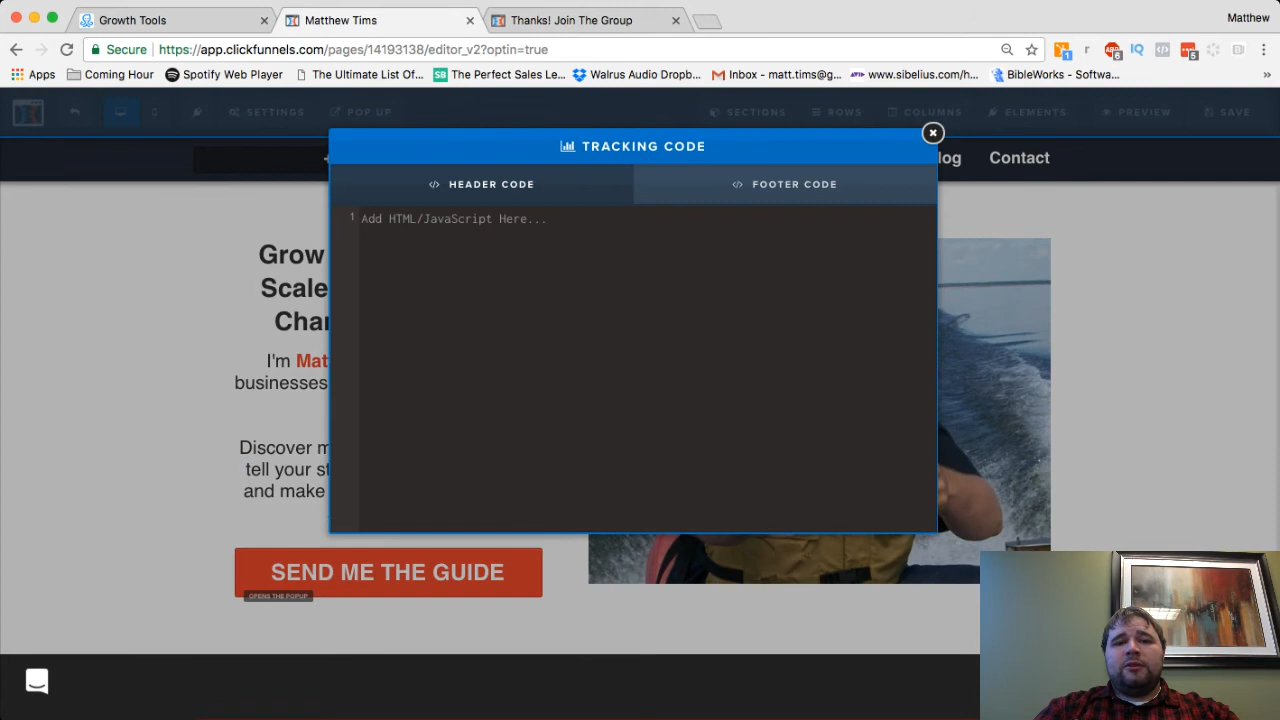 Growth Tools
Matthew Tims
Thanks! Join The Group
Matthew
Secure
https://app.clickfunnels.com/pages/14193138/editor_v2?optin=true
Apps
Coming Hour
Spotify Web Player
The Ultimate List Of...
The Perfect Sales Le...
Walrus Audio Dropb...
Inbox - matt.tims@g...
www.sibelius.com/h...
BibleWorks - Softwa...
SETTINGS
POP UP
SECTIONS
ROWS
COLUMNS
ELEMENTS
PREVIEW
SAVE
TRACKING CODE
log
Contact
HEADER CODE
FOOTER CODE
1 Add HTML/JavaScript Here...
Grow
Scale
Char
I'm Mat
businesses
Discover m
tell your st
and make
SEND ME THE GUIDE
OPENS THE POPUP